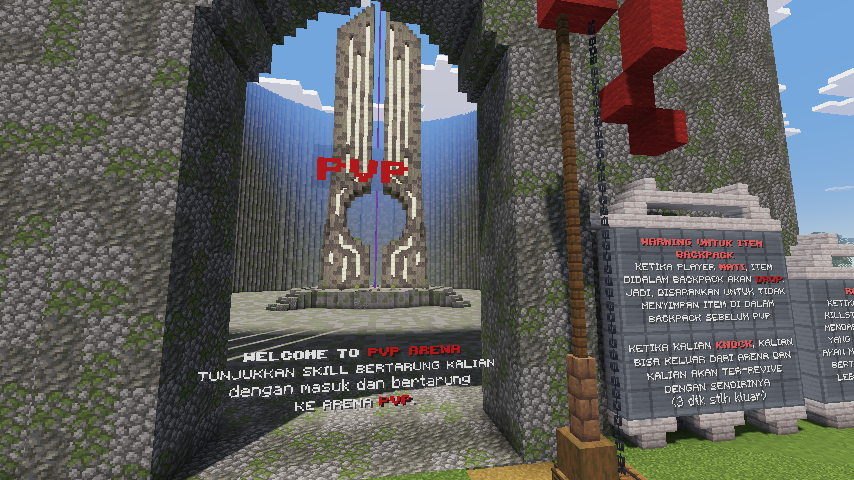 PVP
WELCOME TO PVP ARENA
TUNJUKKAN SKILL BERTARUNG KALIAN
dengan masuk dan bertarung
KE ARENA PVP.
WARNING UNTUK ITEM
BACKPACK
KETIKA PLAYER MATI, ITEM
DIDALAM BACKPACK AKAN DROP
JADI, DISARANKAN UNTUK TIDAK
MENYIMPAN ITEM DI DALAM
BACKPACK SEBELUM PVP
KETIKA KALIAN KNOCK, KALIAN
BISA KELUAR DARI ARENA DAN
KALIAN AKAN TER-REVIVE
DENGAN SENDIRINYA
(3 dtk stlh kluar)